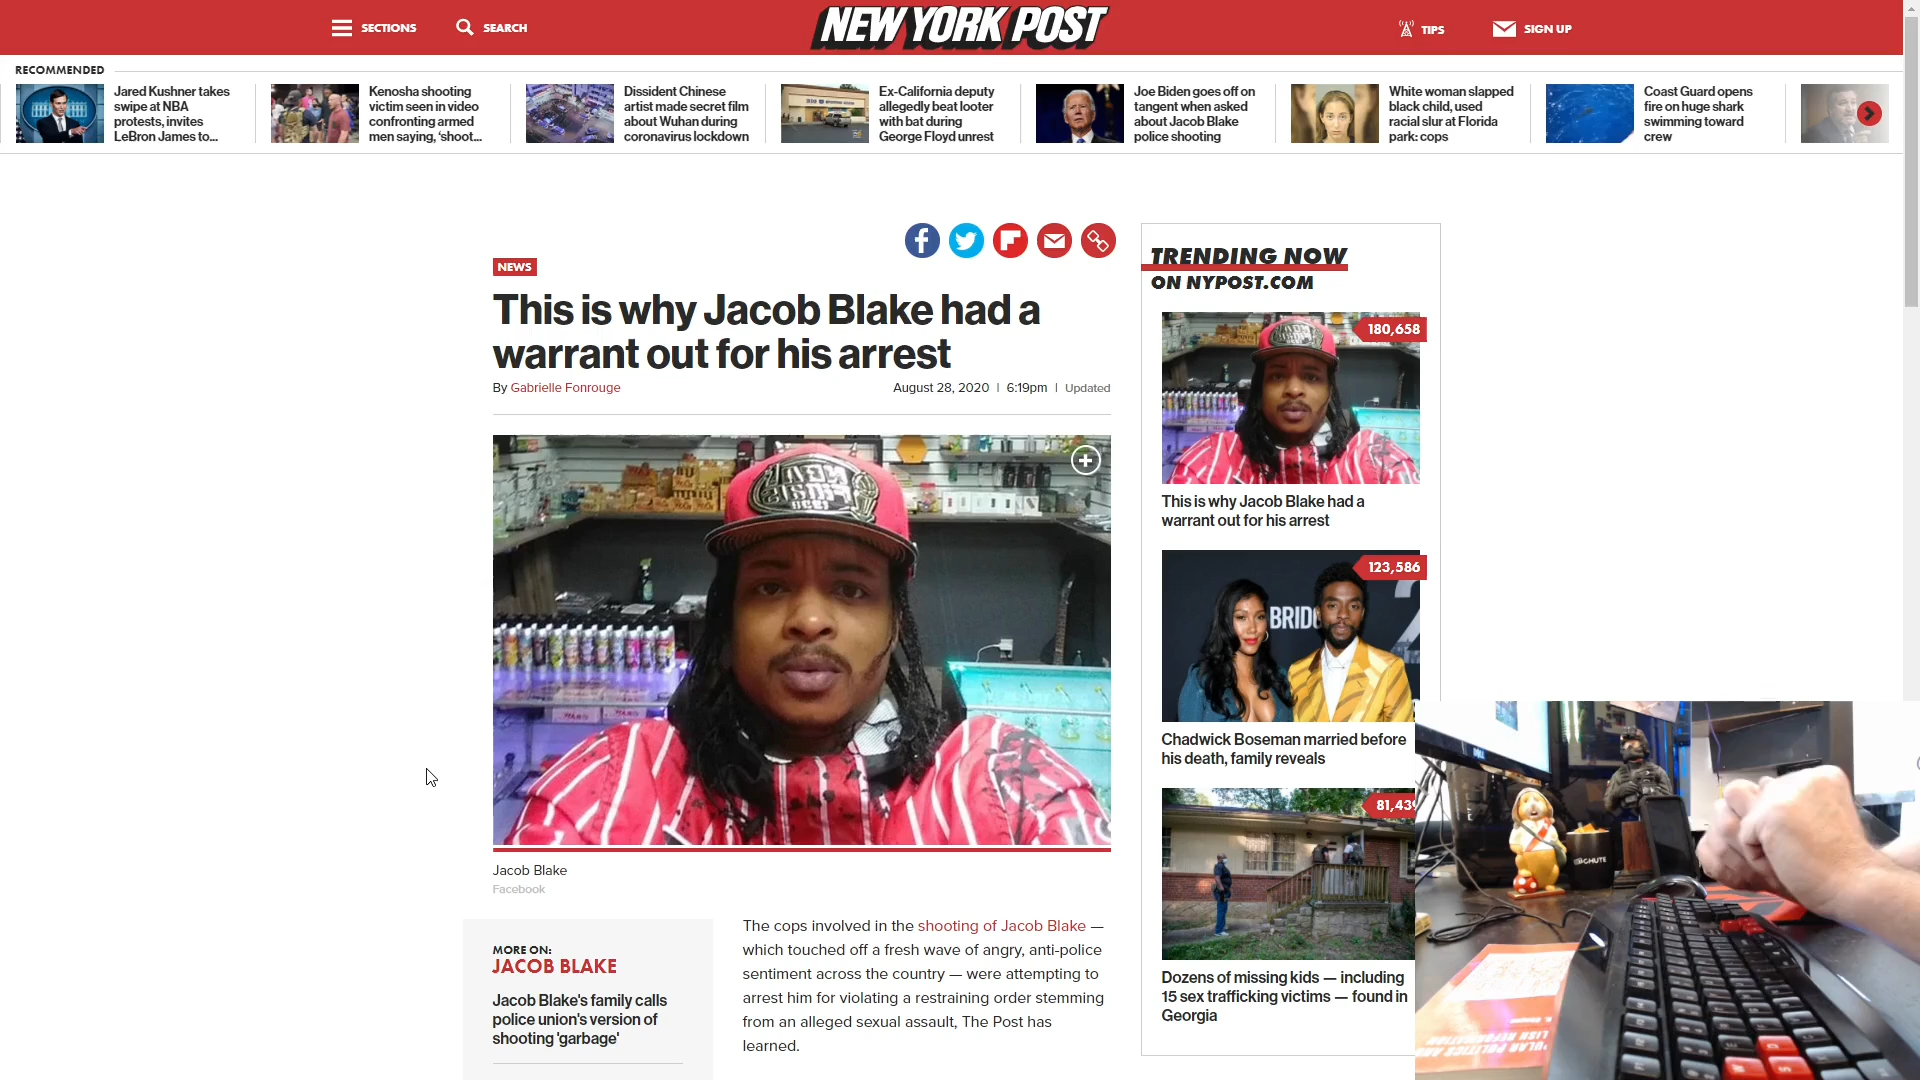 SECTIONS
SEARCH
NEW YORK POST
TIPS
SIGN UP
RECOMMENDED
Jared Kushner takes
swipe at NBA
protests, invites
LeBron James to...
Kenosha shooting
victim seen in video
confronting armed
men saying, ‘shoot...
Dissident Chinese
artist made secret film
about Wuhan during
coronavirus lockdown
Ex-California deputy
allegedly beat looter
with bat during
George Floyd unrest
Joe Biden goes off on
tangent when asked
about Jacob Blake
police shooting
White woman slapped
black child, used
racial slur at Florida
park: cops
Coast Guard opens
fire on huge shark
swimming toward
crew
NEWS
This is why Jacob Blake had a
warrant out for his arrest
By Gabrielle Fonrouge
August 28, 2020 | 6:19pm | Updated
Jacob Blake
Facebook
MORE ON:
JACOB BLAKE
Jacob Blake's family calls
police union's version of
shooting 'garbage'
The cops involved in the shooting of Jacob Blake —
which touched off a fresh wave of angry, anti-police
sentiment across the country — were attempting to
arrest him for violating a restraining order stemming
from an alleged sexual assault, The Post has
learned.
TRENDING NOW
ON NYPOST.COM
180,658
This is why Jacob Blake had a
warrant out for his arrest
123,586
BRIDG
Chadwick Boseman married before
his death, family reveals
81,439
Dozens of missing kids — including
15 sex trafficking victims — found in
Georgia
DELL
CHUTE
ULAR POLITICS AND
LISH REFORMATION